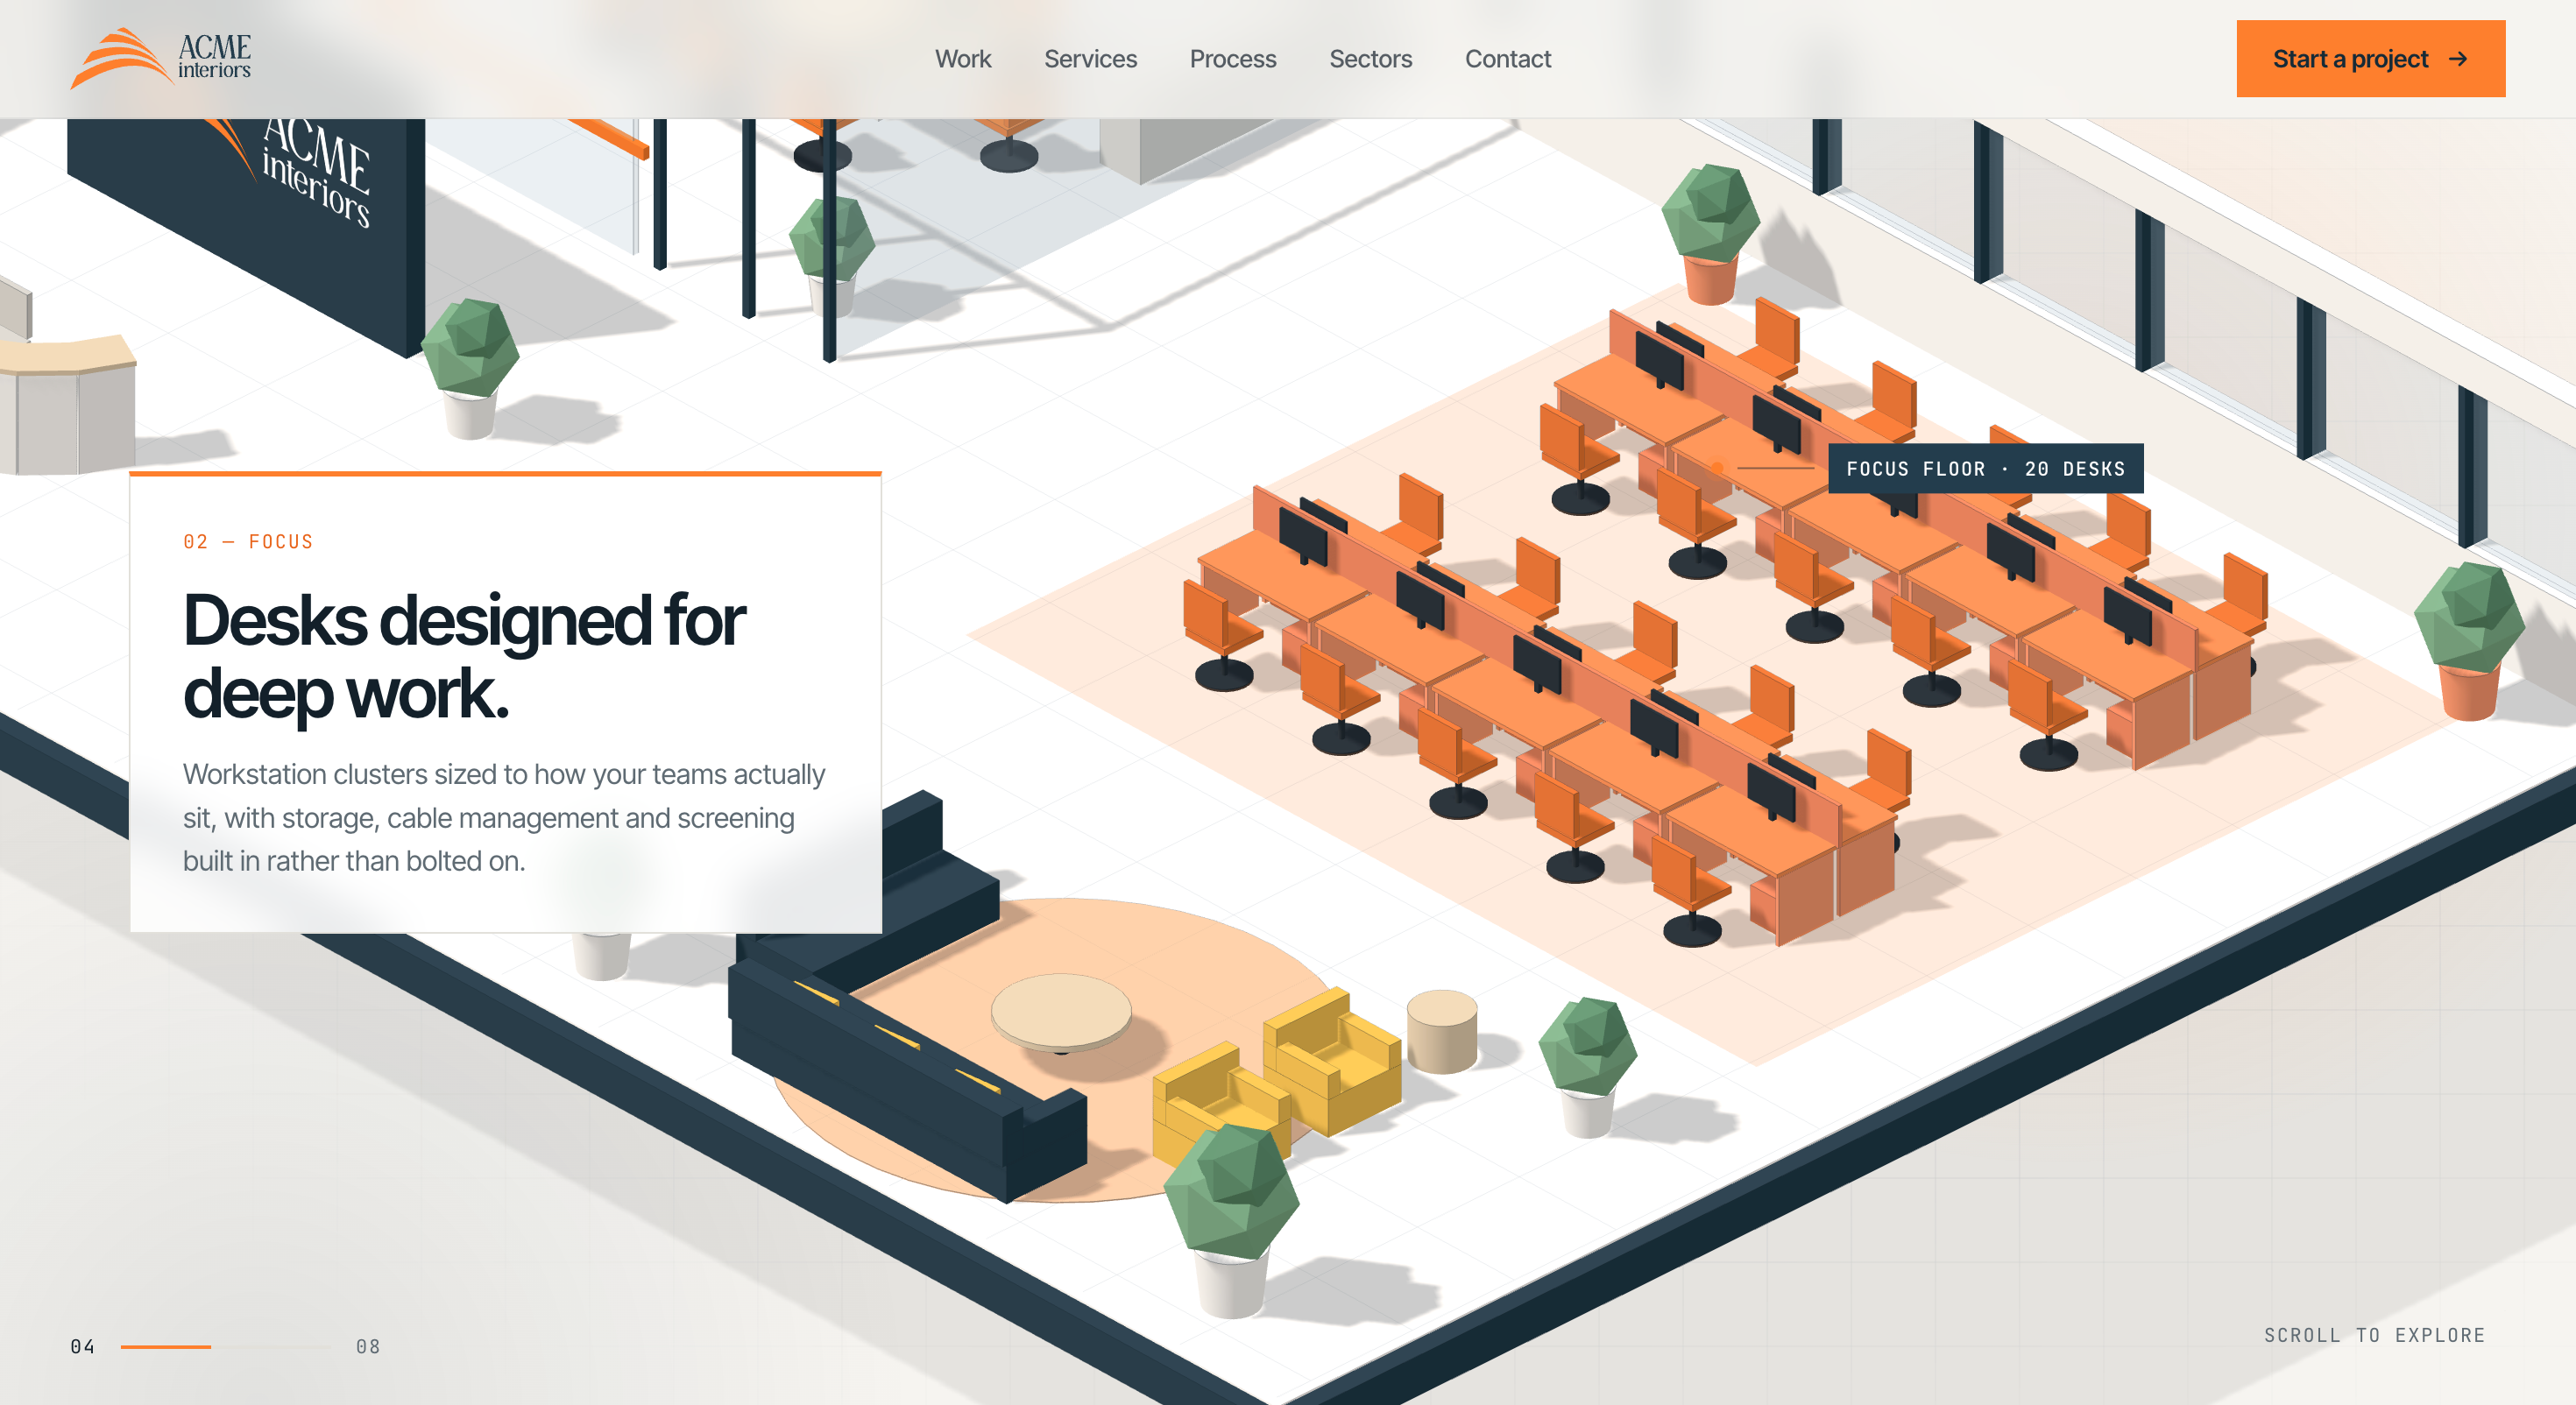 ACME
interiors
Work
Services
Process
Sectors
Contact
Start a project →
ACME
interiors
FOCUS FLOOR · 20 DESKS
02 — FOCUS
Desks designed for
deep work.
Workstation clusters sized to how your teams actually
sit, with storage, cable management and screening
built in rather than bolted on.
04
08
SCROLL TO EXPLORE